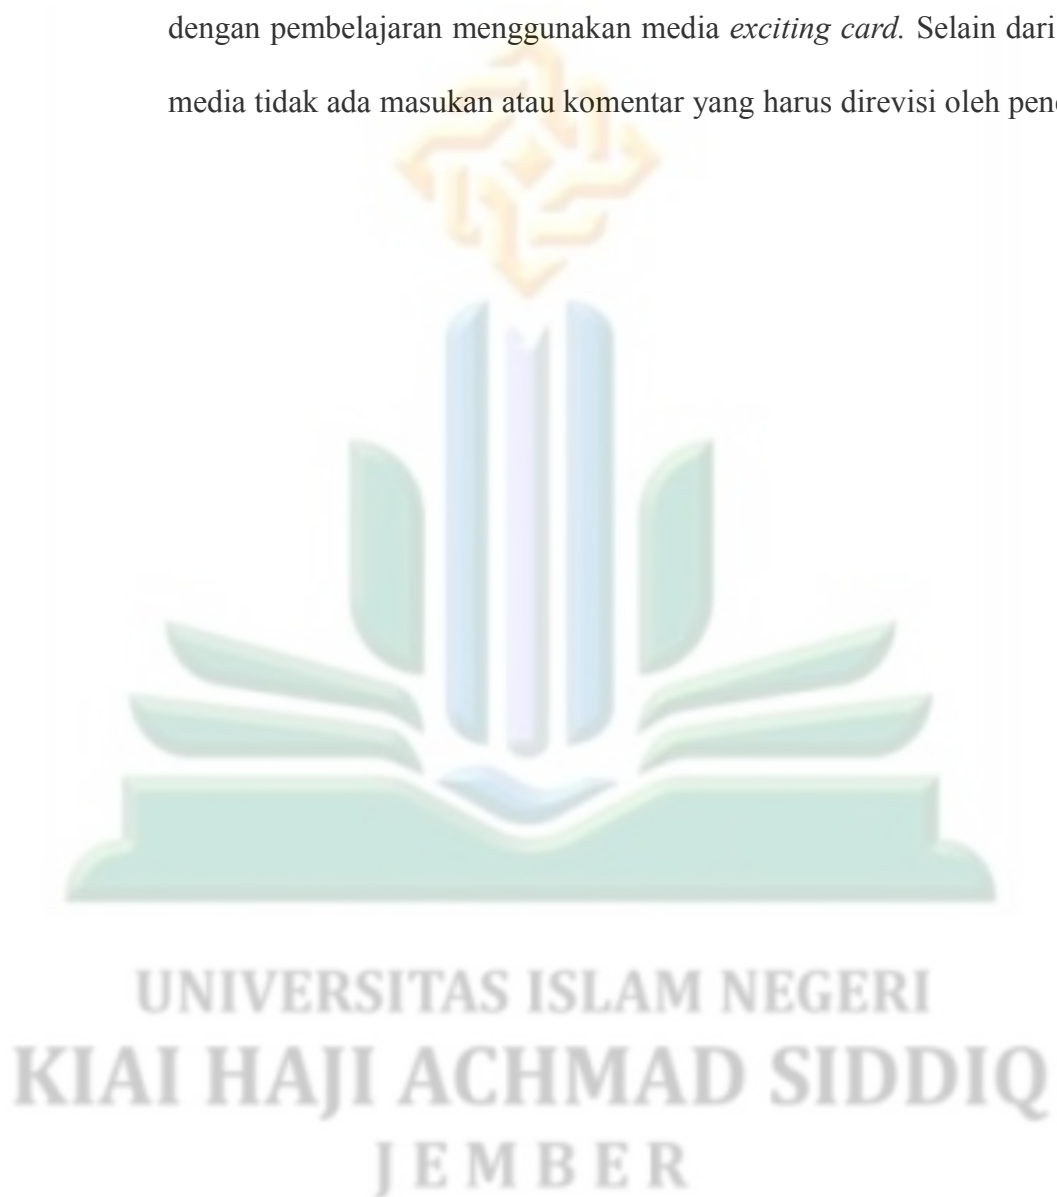 dengan pembelajaran menggunakan media exciting card. Selain dari
media tidak ada masukan atau komentar yang harus direvisi oleh
UNIVERSITAS ISLAM NEGERI
KIAI HAJI ACHMAD SIDDIQ
JEMBER